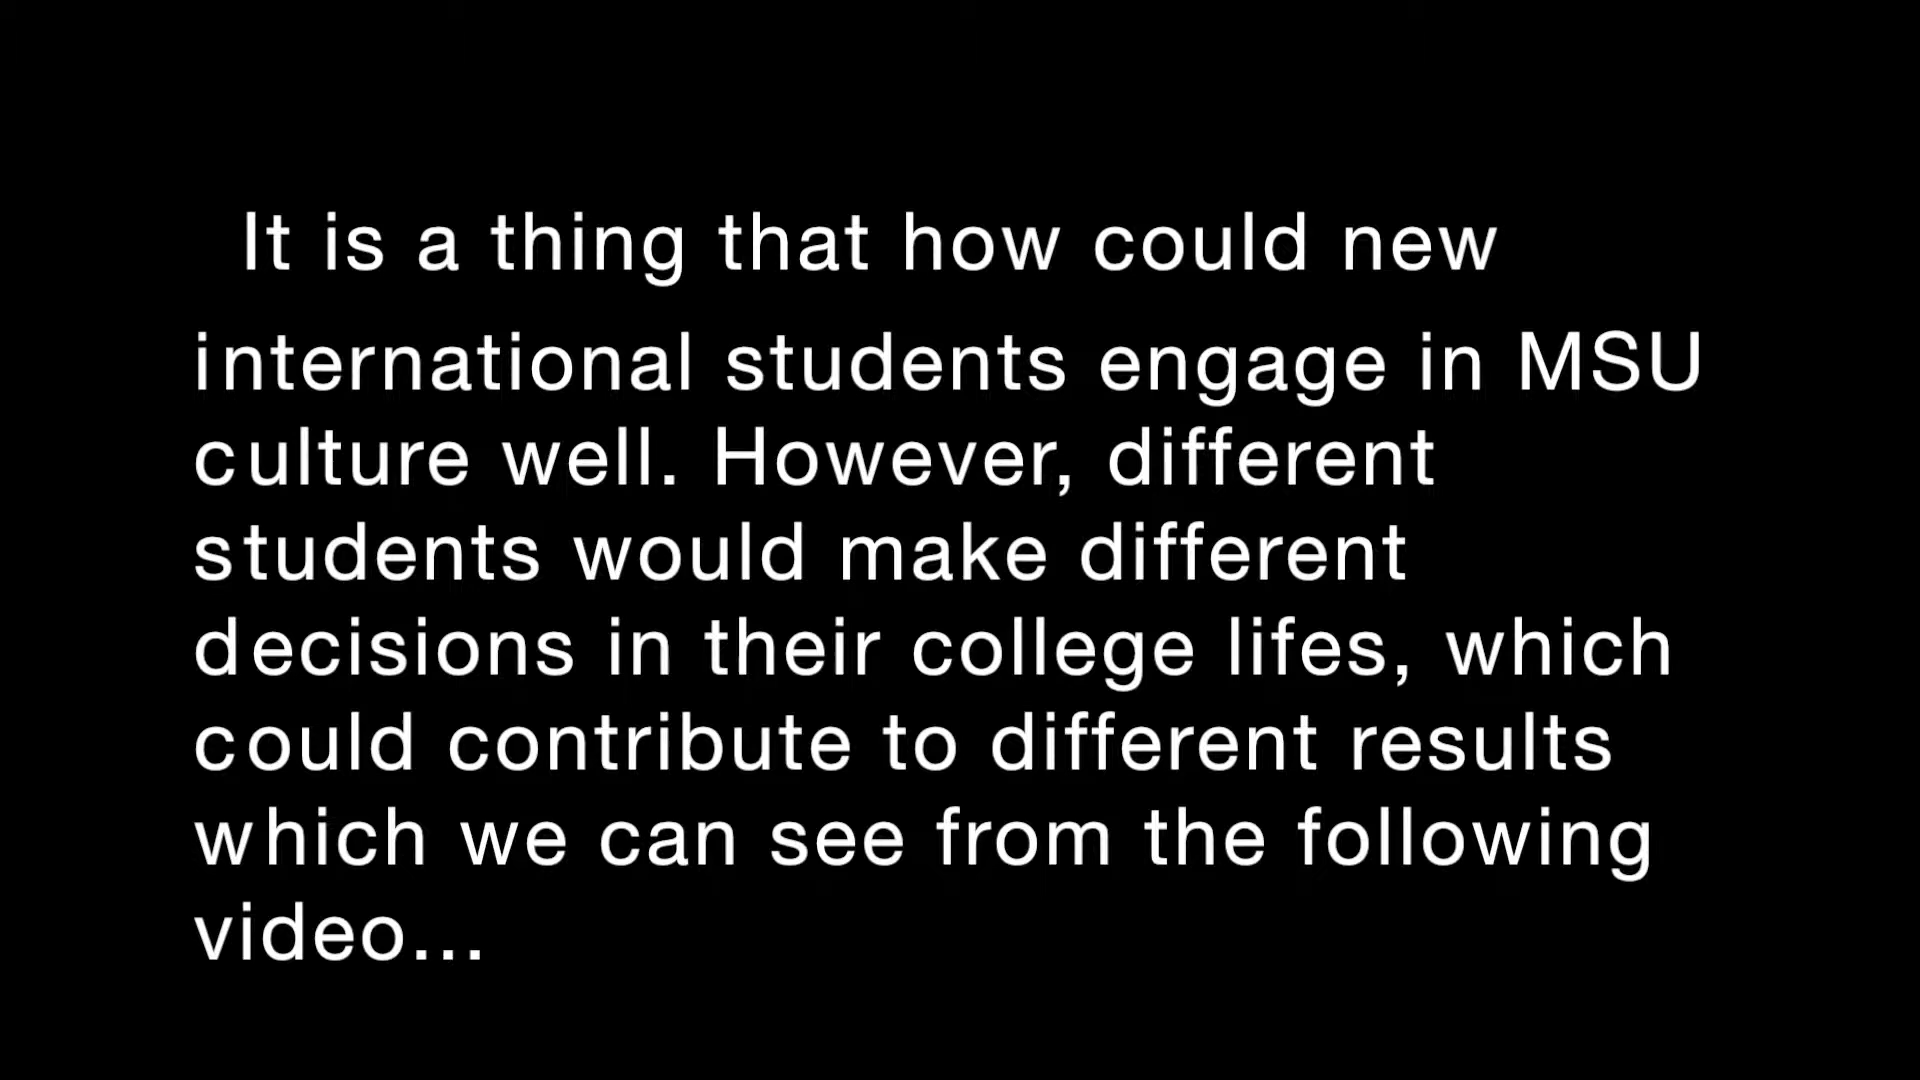 It is a thing that how could new
international students engage in MSU
culture well. However, different
students would make different
decisions in their college lifes, which
could contribute to different results
which we can see from the following
video...